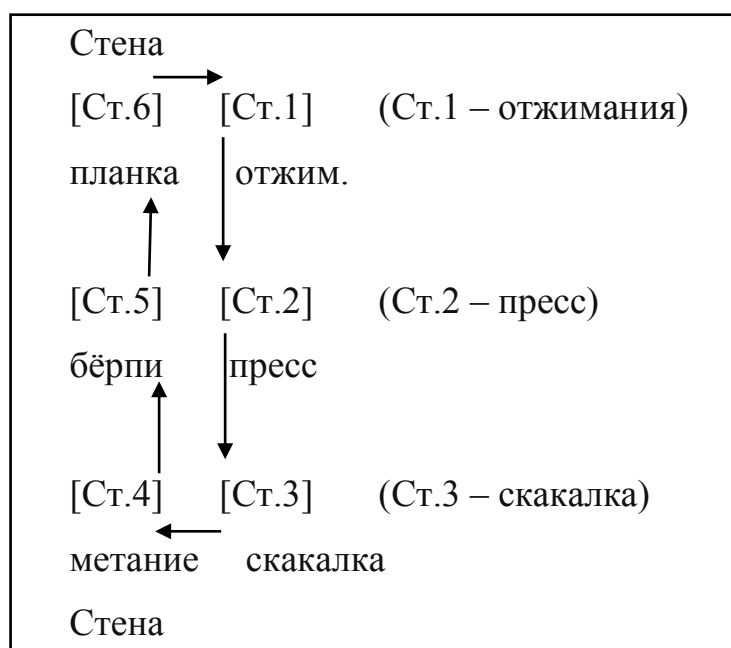 Стена
[Ст.6] [Ст.1] (Ст.1 – отжимания)
планка отжим.
[Ст.5] [Ст.2] (Ст.2 – пресс)
бёрпи пресс
[Ст.4] [Ст.3] (Ст.3 – скакалка)
метание скакалка
Стена